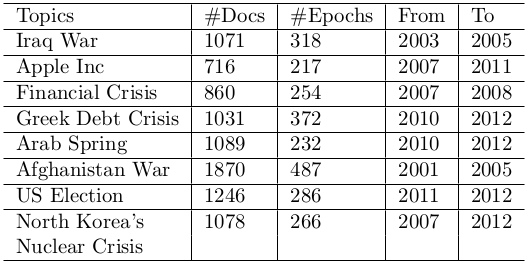 Topics #Docs #Epochs From To
Iraq War 1071 318 2003 2005
Apple Inc 716 217 2007 2011
Financial Crisis 860 254 2007 2008
Greek Debt Crisis 1031 372 2010 2012
Arab Spring 1089 232 2010 2012
Afghanistan War 1870 487 2001 2005
US Election 1246 286 2011 2012
North Korea's 1078 266 2007 2012
Nuclear Crisis